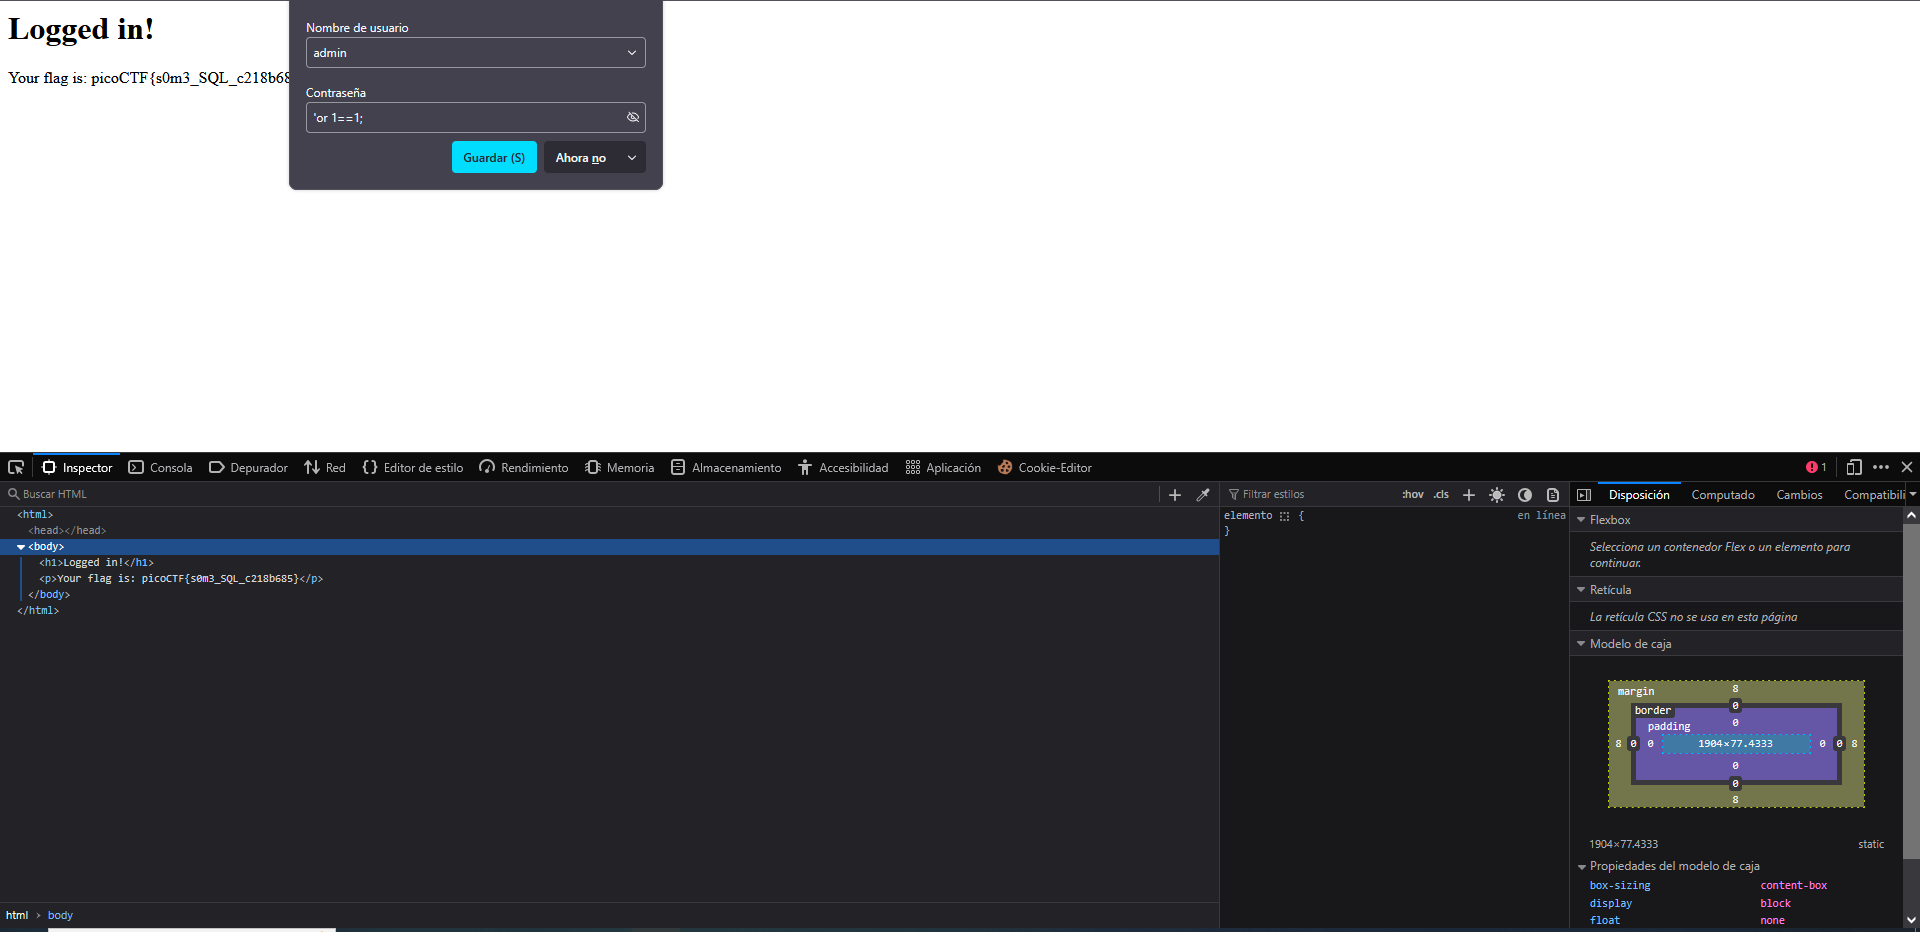 Logged in!
Your flag is: picoCTF{s0m3_SQL_c218b68
Nombre de usuario
admin
Contraseña
'or 1==1;
Guardar (S)
Ahora no
Inspector
Consola
Depurador
Red
Editor de estilo
Rendimiento
Memoria
Almacenamiento
Accesibilidad
Aplicación
Cookie-Editor
1
Buscar HTML
<html>
<head></head>
<body>
<h1>Logged in!</h1>
<p>Your flag is: picoCTF{s0m3_SQL_c218b685}</p>
</body>
</html>
html › body
Filtrar estilos
:hov .cls
elemento { en línea
}
Disposición
Computado
Cambios
Compatibili
Flexbox
Selecciona un contenedor Flex o un elemento para
continuar.
Retícula
La retícula CSS no se usa en esta página
Modelo de caja
margin 8
border 0
padding 0
8 0 0 1904×77.4333 0 0 8
0
0
8
1904×77.4333 static
Propiedades del modelo de caja
box-sizing content-box
display block
float none